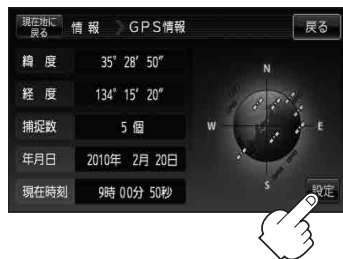 現在地に
戻る
情報 GPS情報
戻る
緯度 35° 28′ 50″
経度 134° 15′ 20″
捕捉数 5 個
年月日 2010年 2月 20日
現在時刻 9時 00分 50秒
N
W
E
S
設定